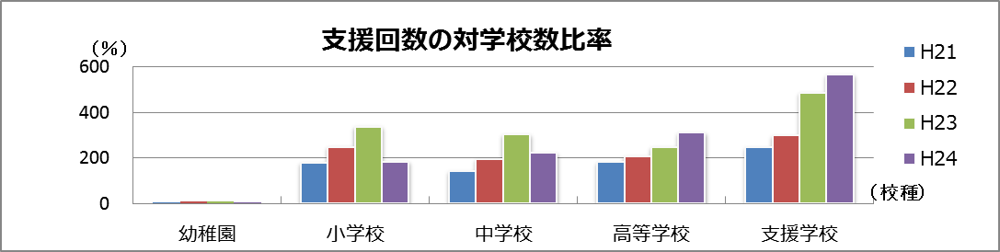 支援回数の対学校数比率
(%)
600
400
200
0
幼稚園 小学校 中学校 高等学校 支援学校
(校種)
H21
H22
H23
H24